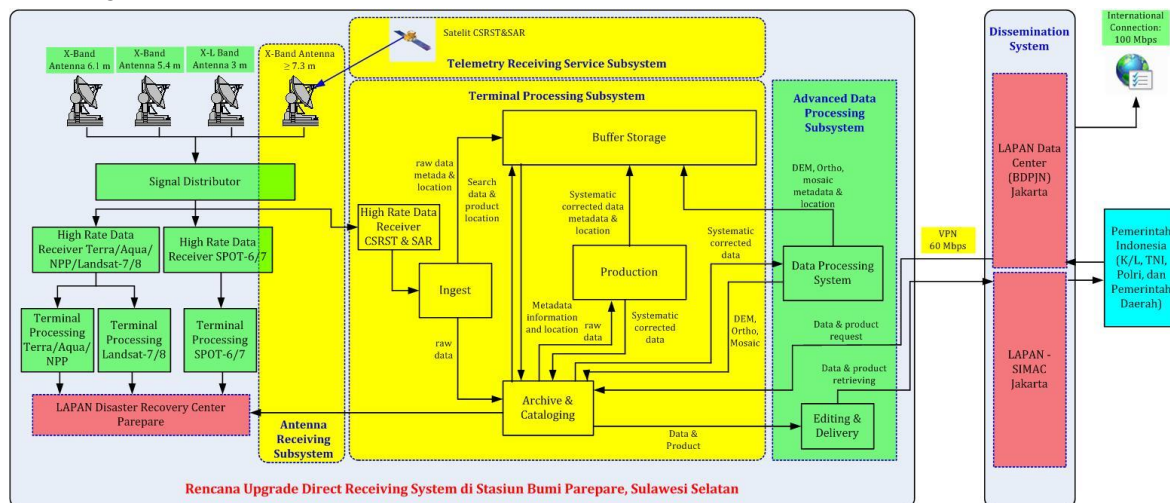 X-Band
Antenna 6.1 m
X-Band
Antenna 5.4 m
X-L Band
Antenna 3 m
X-Band Antenna
≥ 7.3 m
Satelit CSRST&SAR
Telemetry Receiving Service Subsystem
Signal Distributor
High Rate Data
Receiver Terra/Aqua/
NPP/Landsat-7/8
High Rate Data
Receiver SPOT-6/7
Terminal
Processing
Terra/Aqua/
NPP
Terminal
Processing
Landsat-7/8
Terminal
Processing
SPOT-6/7
LAPAN Disaster Recovery Center
Parepare
Antenna
Receiving
Subsystem
Terminal Processing Subsystem
Buffer Storage
raw data
metada &
location
Search
data &
product
location
Systematic
corrected data
metadata &
location
High Rate Data
Receiver
CSRST & SAR
Ingest
Production
Metadata
information
and location
raw
data
Systematic
corrected
data
raw
data
Archive &
Cataloging
Systematic
corrected
data
DEM,
Ortho,
Mosaic
Data &
Product
Advanced Data
Processing
Subsystem
DEM, Ortho,
mosaic
metadata &
location
Data Processing
System
Data & product
request
Data & product
retrieving
Editing &
Delivery
VPN
60 Mbps
Dissemination
System
LAPAN Data
Center
(BDPJN)
Jakarta
LAPAN -
SIMAC
Jakarta
International
Connection:
100 Mbps
Pemerintah
Indonesia
(K/L, TNI,
Polri, dan
Pemerintah
Daerah)
Rencana Upgrade Direct Receiving System di Stasiun Bumi Parepare, Sulawesi Selatan